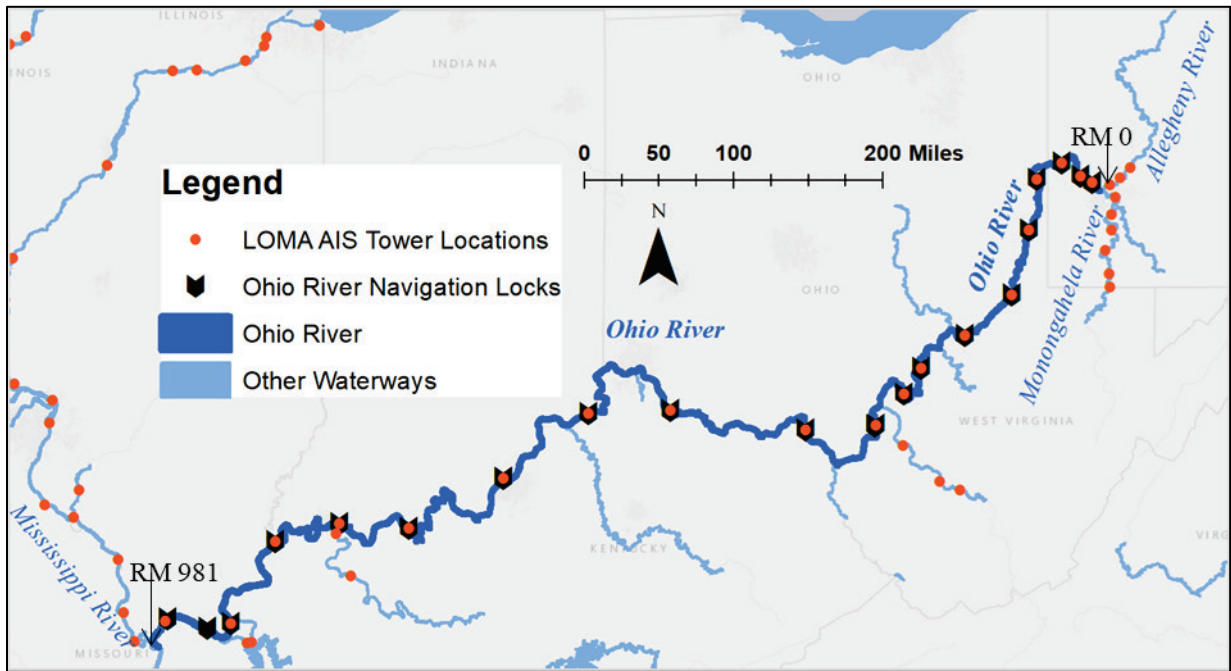 ILLINOIS
INOIS
INDIANA
OHIO
RM 0
Allegheny River
0 50 100 200 Miles
Legend
N
LOMA AIS Tower Locations
Ohio River Navigation Locks
Ohio River
Other Waterways
Ohio River
Monongahela River
OHIO
Ohio River
WEST VIRGINIA
Mississippi River
KENTUCKY
VIRG
RM 981
MISSOURI